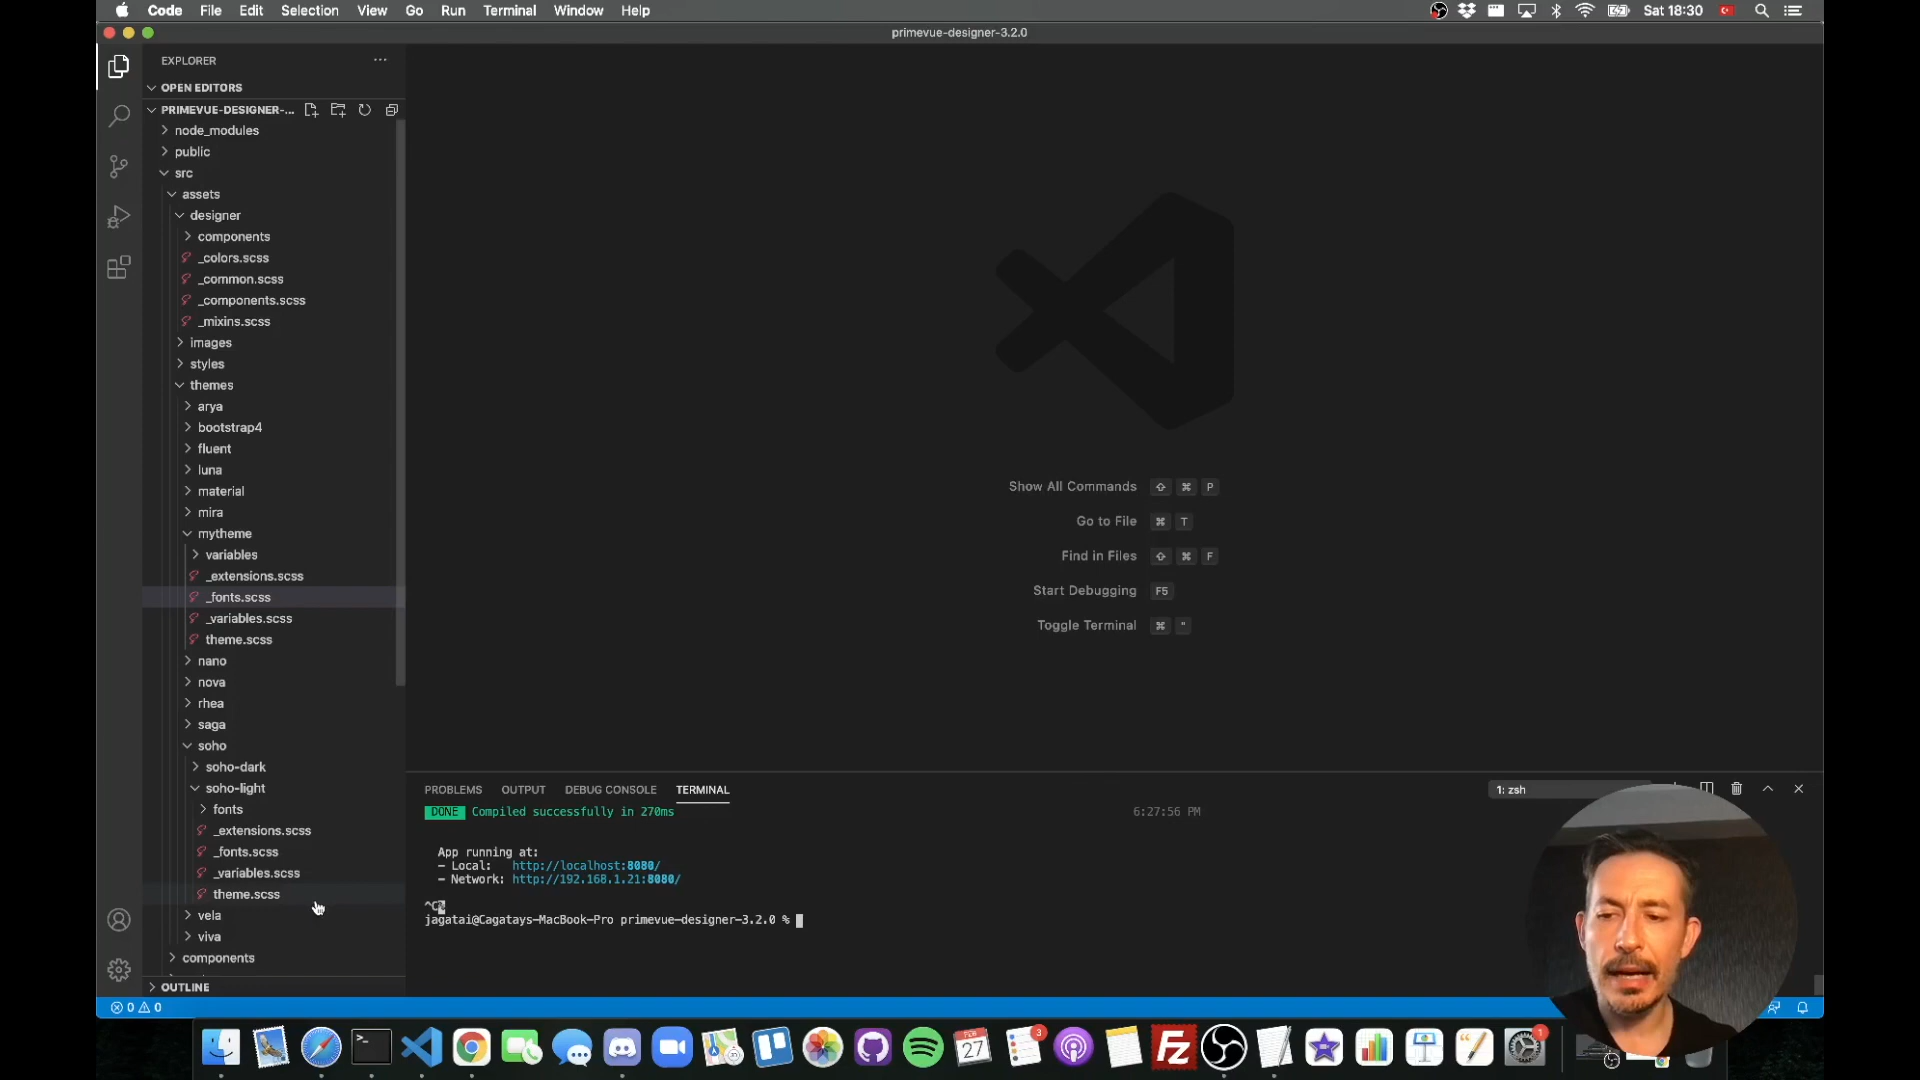 Code File Edit Selection View Go Run Terminal Window Help
Sat 18:30
primevue-designer-3.2.0
EXPLORER
OPEN EDITORS
PRIMEVUE-DESIGNER-...
node_modules
public
src
assets
designer
components
_colors.scss
_common.scss
_components.scss
_mixins.scss
images
styles
themes
arya
bootstrap4
fluent
luna
material
mira
mytheme
variables
_extensions.scss
_fonts.scss
_variables.scss
theme.scss
nano
nova
rhea
saga
soho
soho-dark
soho-light
fonts
_extensions.scss
_fonts.scss
_variables.scss
theme.scss
vela
viva
components
OUTLINE
Show All Commands ⇧ ⌘ P
Go to File ⌘ T
Find in Files ⇧ ⌘ F
Start Debugging F5
Toggle Terminal ⌘ "
PROBLEMS OUTPUT DEBUG CONSOLE TERMINAL
1: zsh
DONE Compiled successfully in 270ms 6:27:56 PM
App running at:
- Local: http://localhost:8080/
- Network: http://192.168.1.21:8080/
^C
jagatai@Cagatays-MacBook-Pro primevue-designer-3.2.0 %
0 0
27
3
1